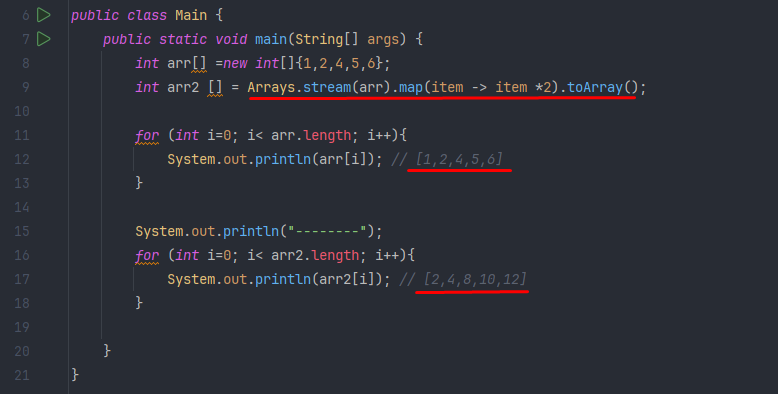 6 public class Main {
7 public static void main(String[] args) {
8 int arr[] =new int[]{1,2,4,5,6};
9 int arr2 [] = Arrays.stream(arr).map(item -> item *2).toArray();
10
11 for (int i=0; i< arr.length; i++){
12 System.out.println(arr[i]); // [1,2,4,5,6]
13 }
14
15 System.out.println("--------");
16 for (int i=0; i< arr2.length; i++){
17 System.out.println(arr2[i]); // [2,4,8,10,12]
18 }
19
20 }
21 }